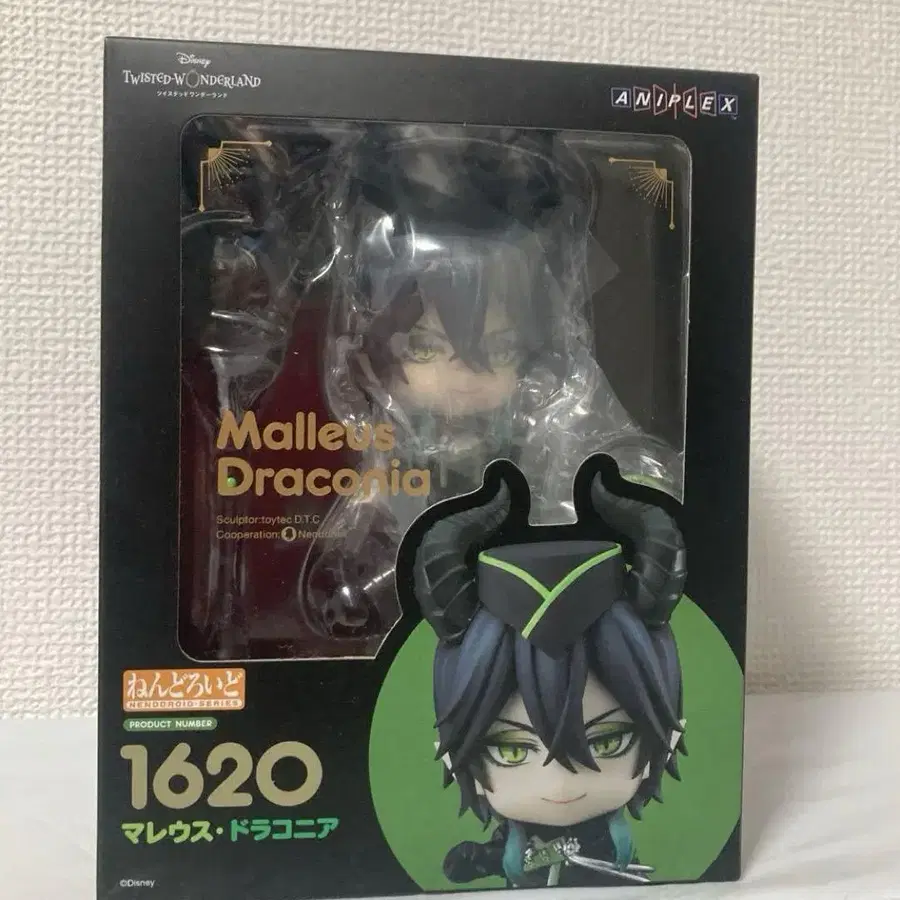 Disney
TWISTED-WONDERLAND
ツイステッドワンダーランド
ANIPLEX
Malleus
Draconia
Sculptor:toytec D.T.C
Cooperation: Nendoron
ねんどろいど
NENDOROID·SERIES
PRODUCT NUMBER
1620
マレウス・ドラコニア
©Disney